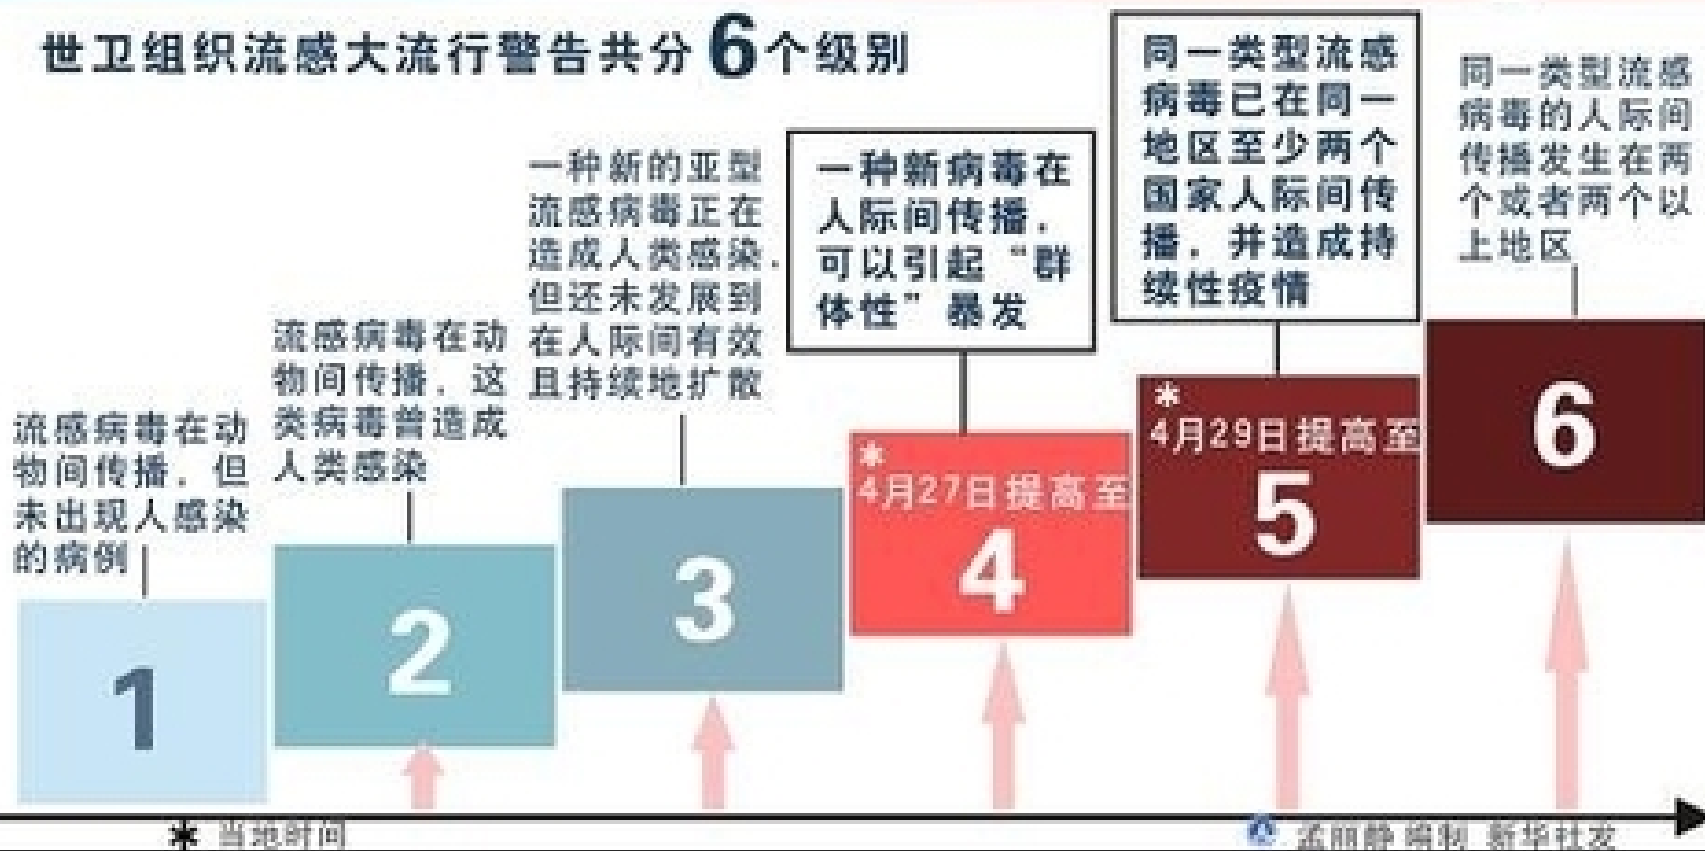 世卫组织流感大流行警告共分6个级别
流感病毒在动
物间传播，但
未出现人感染
的病例
1
流感病毒在动
物间传播，这
类病毒曾造成
人类感染
2
一种新的亚型
流感病毒正在
造成人类感染，
但还未发展到
在人际间有效
且持续地扩散
3
一种新病毒在
人际间传播，
可以引起“群
体性”暴发
*
4月27日提高至
4
同一类型流感
病毒已在同一
地区至少两个
国家人际间传
播，并造成持
续性疫情
*
4月29日提高至
5
同一类型流感
病毒的人际间
传播发生在两
个或者两个以
上地区
6
* 当地时间
孟丽静 编制 新华社发